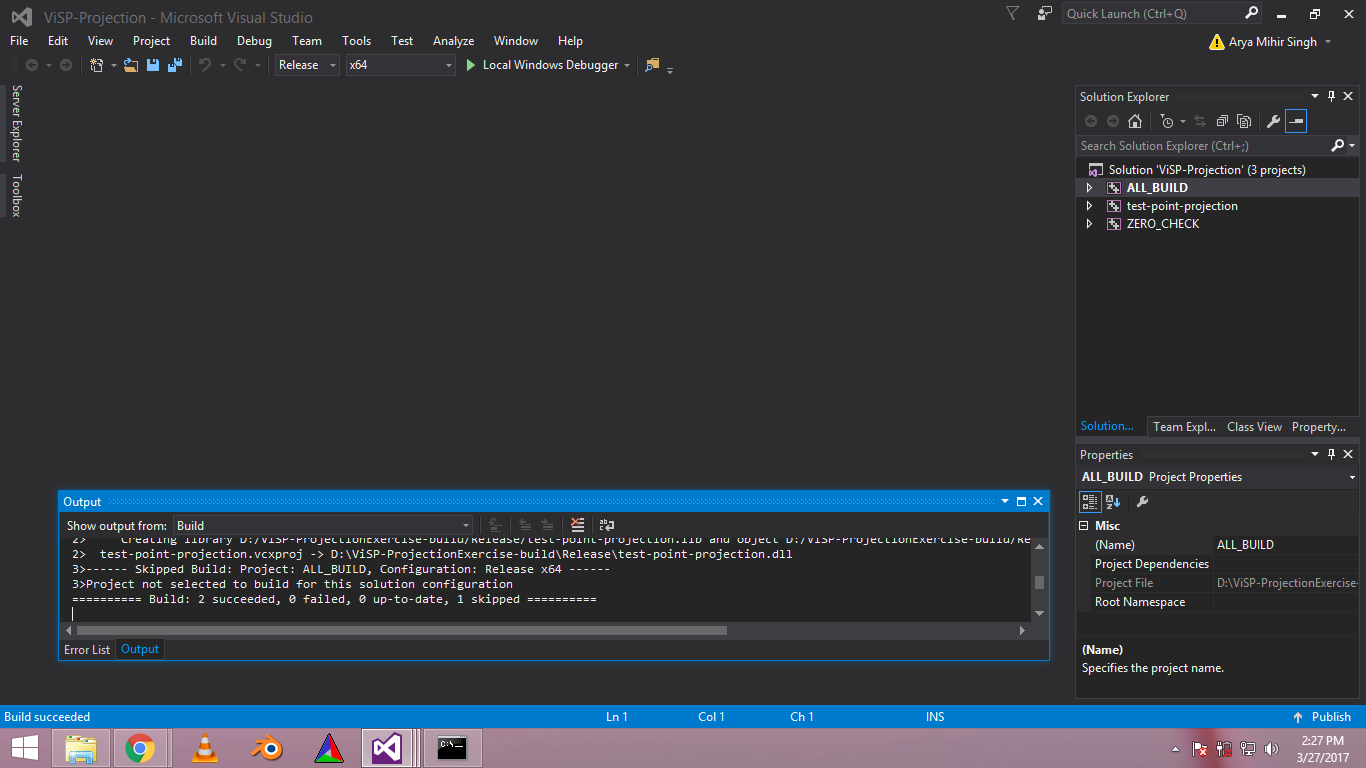 ViSP-Projection - Microsoft Visual Studio
Quick Launch (Ctrl+Q)
File Edit View Project Build Debug Team Tools Test Analyze Window Help
Arya Mihir Singh
Release x64 Local Windows Debugger
Server Explorer
Toolbox
Solution Explorer
Search Solution Explorer (Ctrl+;)
Solution 'ViSP-Projection' (3 projects)
ALL_BUILD
test-point-projection
ZERO_CHECK
Solution... Team Expl... Class View Property...
Properties
ALL_BUILD Project Properties
Misc
(Name) ALL_BUILD
Project Dependencies
Project File D:\ViSP-ProjectionExercise-
Root Namespace
(Name)
Specifies the project name.
Output
Show output from: Build
2> Creating library D:/ViSP-ProjectionExercise-build/Release/test-point-projection.lib and object D:/ViSP-ProjectionExercise-build/Re
2> test-point-projection.vcxproj -> D:\ViSP-ProjectionExercise-build\Release\test-point-projection.dll
3>------ Skipped Build: Project: ALL_BUILD, Configuration: Release x64 ------
3>Project not selected to build for this solution configuration
========== Build: 2 succeeded, 0 failed, 0 up-to-date, 1 skipped ==========
Error List Output
Build succeeded Ln 1 Col 1 Ch 1 INS Publish
2:27 PM
3/27/2017